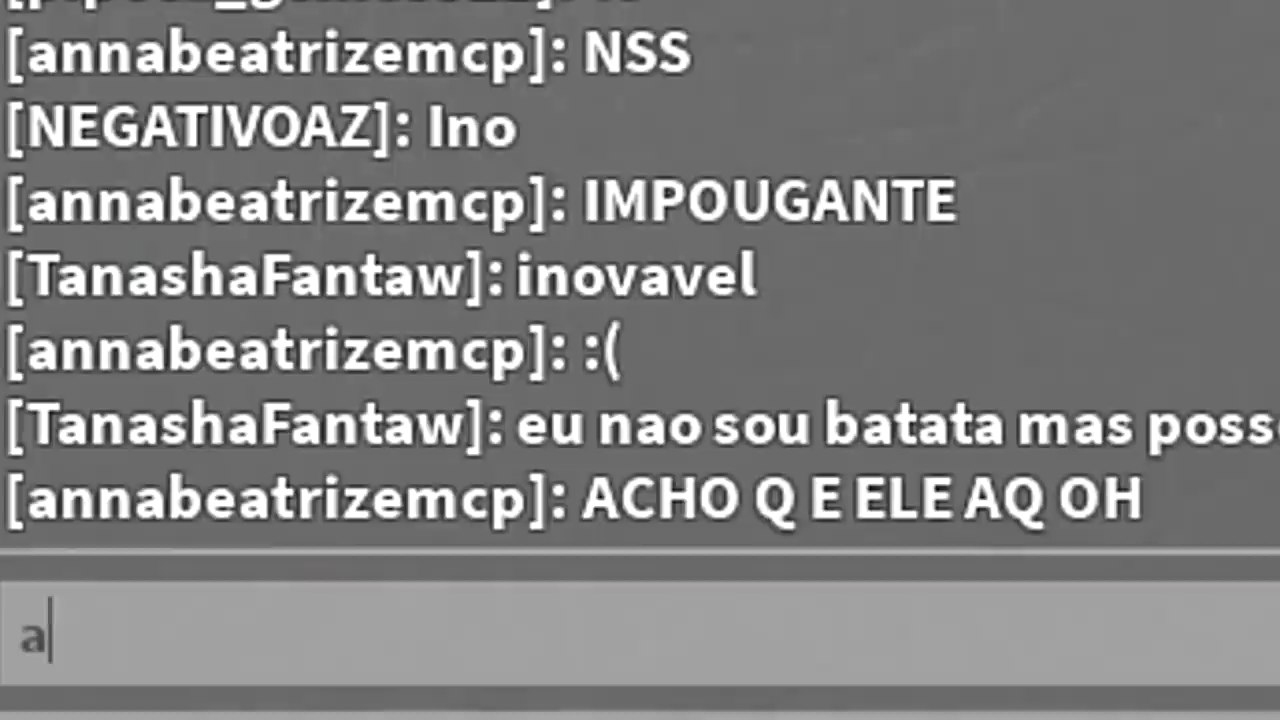 [annabeatrizemcp]: NSS
[NEGATIVOAZ]: Ino
[annabeatrizemcp]: IMPOUGANTE
[TanashaFantaw]: inovavel
[annabeatrizemcp]: :(
[TanashaFantaw]: eu nao sou batata mas
[annabeatrizemcp]: ACHO Q E ELE AQ OH
a